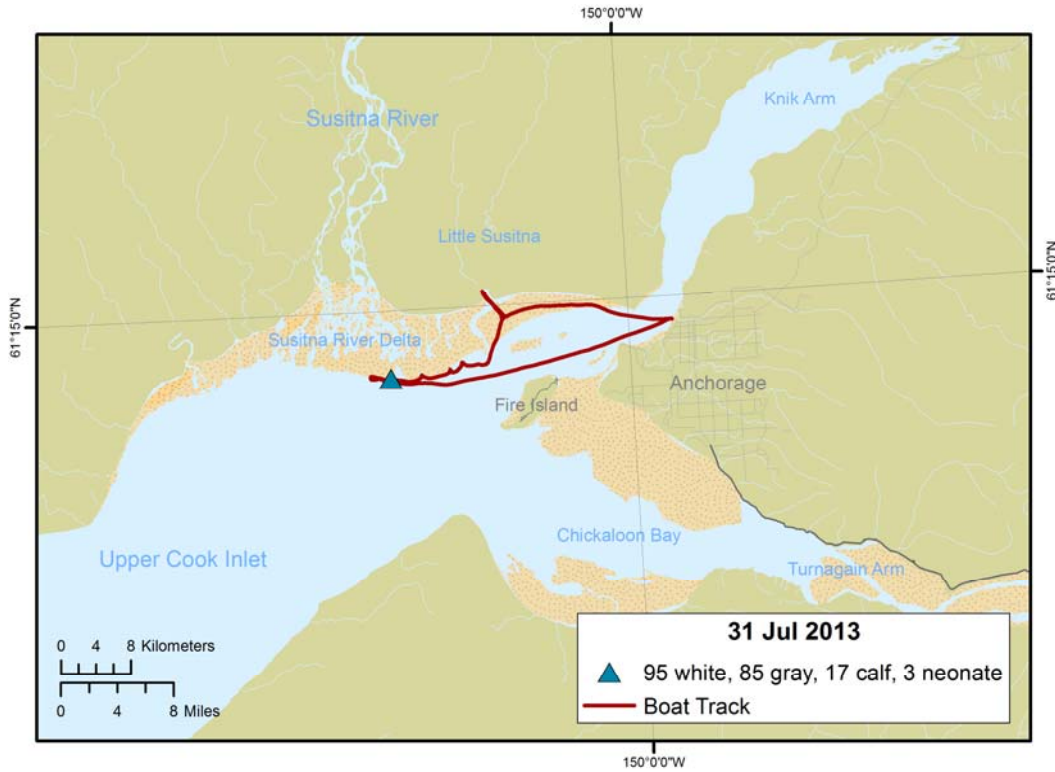 150°0'0"W
Knik Arm
Susitna River
Little Susitna
61°15'0"N
61°15'0"N
Susitna River Delta
Anchorage
Fire Island
Chickaloon Bay
Upper Cook Inlet
Turnagain Arm
0 4 8 Kilometers
0 4 8 Miles
31 Jul 2013
95 white, 85 gray, 17 calf, 3 neonate
Boat Track
150°0'0"W